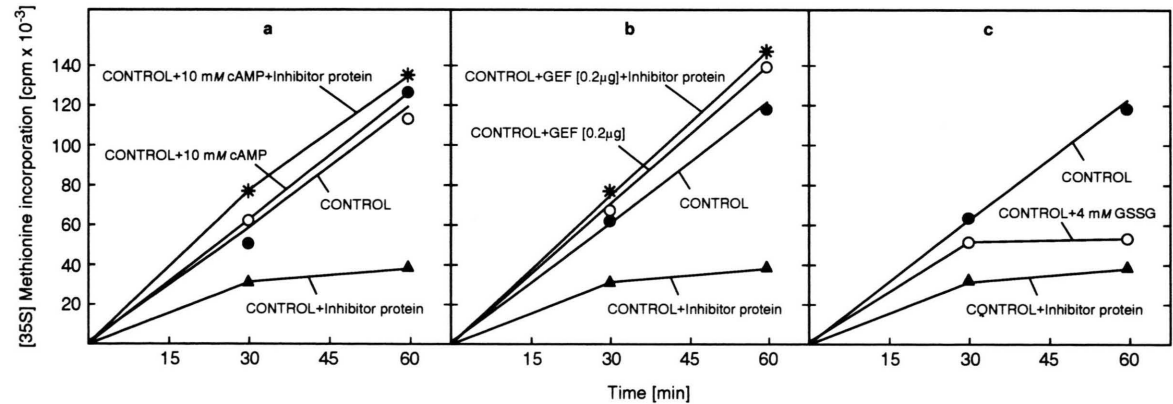 [35S] Methionine incorporation [cpm x 10-3]
a
b
c
140
120
100
80
60
40
20
CONTROL+10 mM cAMP+Inhibitor protein
CONTROL+10 mM cAMP
CONTROL
CONTROL+Inhibitor protein
CONTROL+GEF [0.2µg]+Inhibitor protein
CONTROL+GEF [0.2µg]
CONTROL
CONTROL+Inhibitor protein
CONTROL
CONTROL+4 mM GSSG
CONTROL+Inhibitor protein
15 30 45 60 15 30 45 60 15 30 45 60
Time [min]